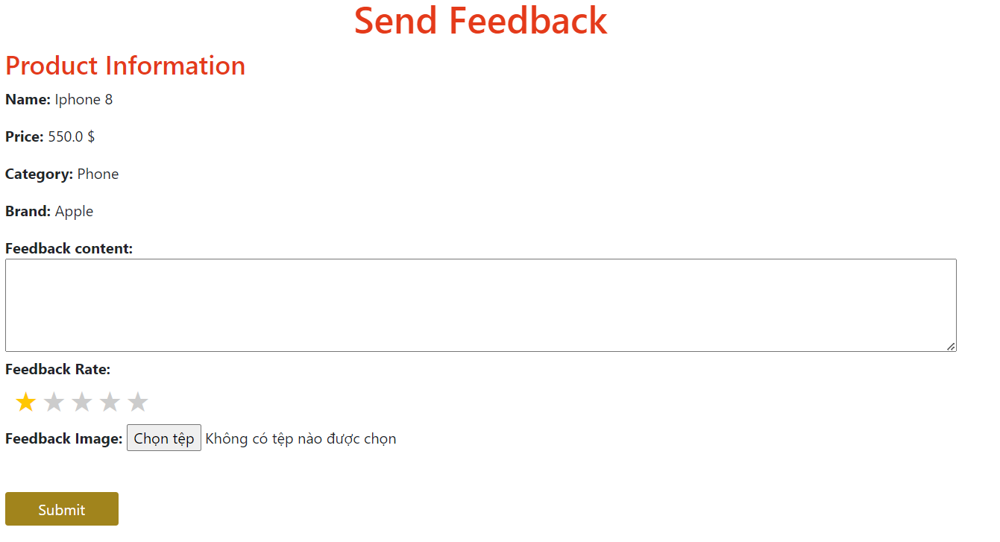 Send Feedback
Product Information
Name: Iphone 8
Price: 550.0 $
Category: Phone
Brand: Apple
Feedback content:
Feedback Rate:
Feedback Image: Chọn tệp Không có tệp nào được chọn
Submit